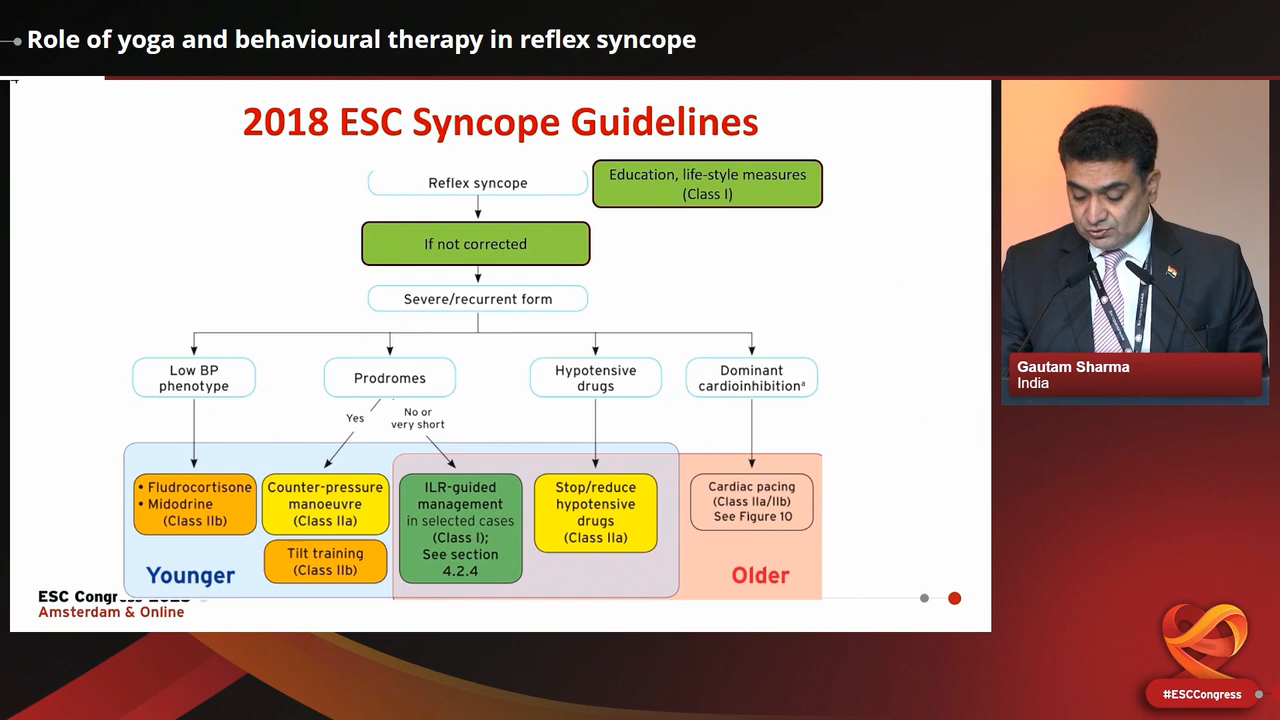 Role of yoga and behavioural therapy in reflex syncope
2018 ESC Syncope Guidelines
Reflex syncope
Education, life-style measures
(Class I)
If not corrected
Severe/recurrent form
Low BP
phenotype
Prodromes
Hypotensive
drugs
Dominant
cardioinhibitionª
Yes
No or
very short
• Fludrocortisone
• Midodrine
(Class IIb)
Counter-pressure
manoeuvre
(Class IIa)
Tilt training
(Class IIb)
ILR-guided
management
in selected cases
(Class I);
See section
4.2.4
Stop/reduce
hypotensive
drugs
(Class IIa)
Cardiac pacing
(Class IIa/IIb)
See Figure 10
Younger
Older
ESC
Amsterdam & Online
Gautam Sharma
India
#ESCCongress